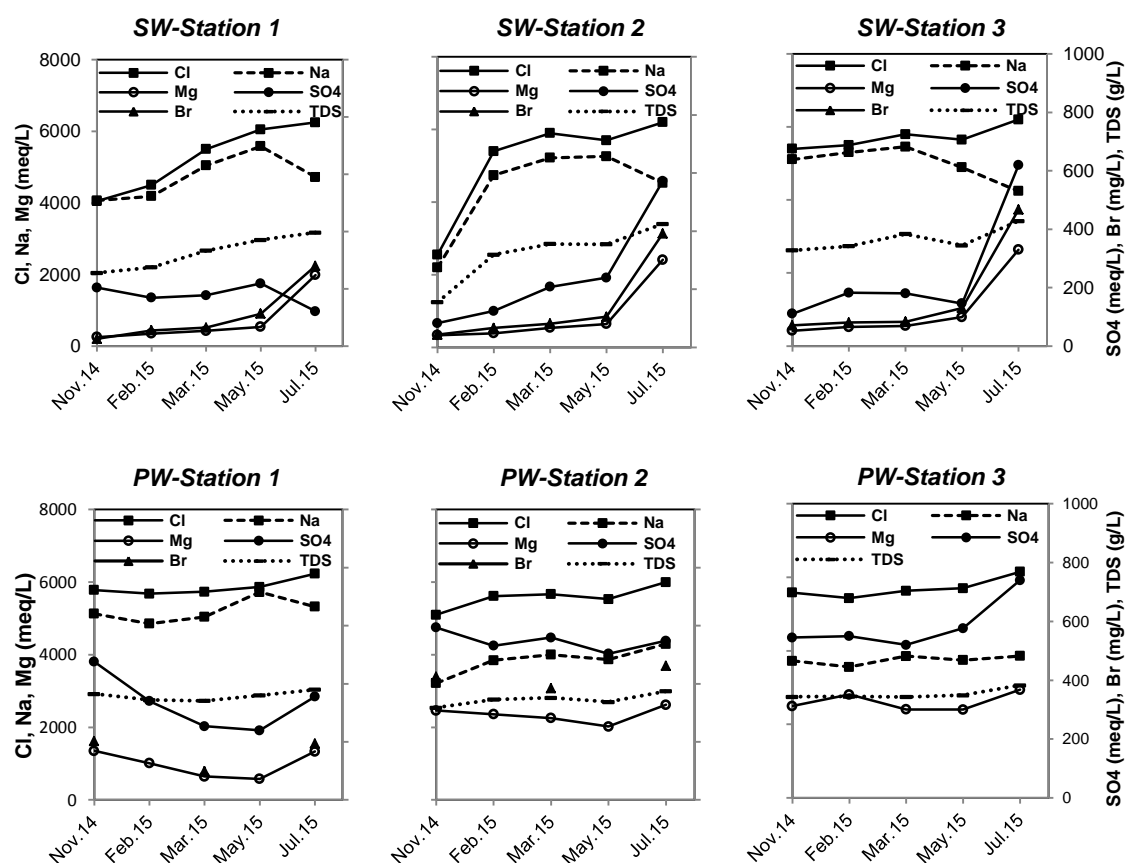 SW-Station 1
SW-Station 2
SW-Station 3
8000
6000
4000
2000
0
Cl, Na, Mg (meq/L)
Cl Na
Mg SO4
Br TDS
Nov.14 Feb.15 Mar.15 May.15 Jul.15
Cl Na
Mg SO4
Br TDS
Nov.14 Feb.15 Mar.15 May.15 Jul.15
Cl Na
Mg SO4
Br TDS
Nov.14 Feb.15 Mar.15 May.15 Jul.15
1000
800
600
400
200
0
SO4 (meq/L), Br (mg/L), TDS (g/L)
PW-Station 1
PW-Station 2
PW-Station 3
8000
6000
4000
2000
0
Cl, Na, Mg (meq/L)
Cl Na
Mg SO4
Br TDS
Nov.14 Feb.15 Mar.15 May.15 Jul.15
Cl Na
Mg SO4
Br TDS
Nov.14 Feb.15 Mar.15 May.15 Jul.15
Cl Na
Mg SO4
TDS
Nov.14 Feb.15 Mar.15 May.15 Jul.15
1000
800
600
400
200
0
SO4 (meq/L), Br (mg/L), TDS (g/L)